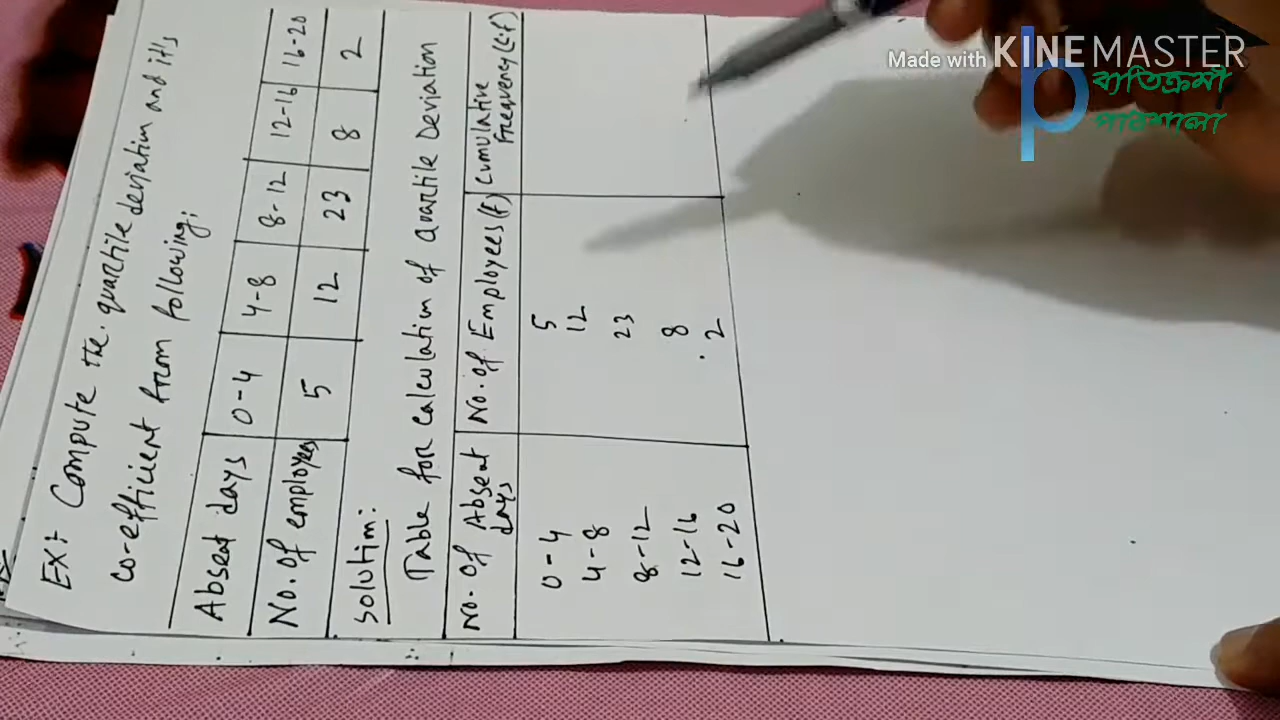 Ex:- Compute the quartile deviation and it's
co-efficient from following:
Absent days 0-4 4-8 8-12 12-16 16-20
No. of employees 5 12 23 8 2
Solution:
Table for calculation of Quartile Deviation
No. of Absent days No. of Employees (f) Cumulative Frequency (C.f)
0-4 5
4-8 12
8-12 23
12-16 8
16-20 2
Made with KINEMASTER
ব্যতিক্রমী
পাঠশালা